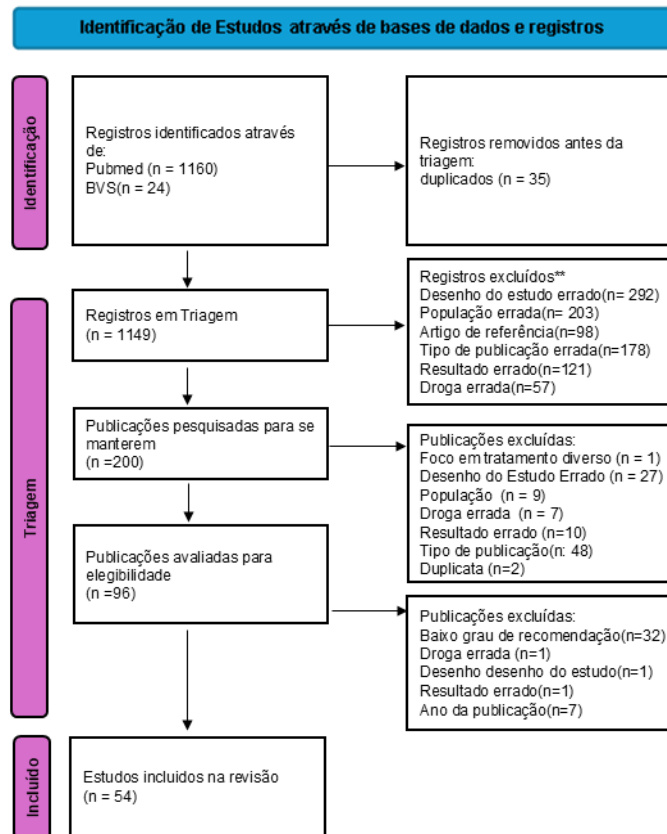 Identificação de Estudos através de bases de dados e registros
Identificação
Registros identificados através
de:
Pubmed (n = 1160)
BVS(n = 24)
Registros removidos antes da
triagem:
duplicados (n = 35)
Triagem
Registros em Triagem
(n = 1149)
Registros excluídos**
Desenho do estudo errado(n= 292)
População errada(n= 203)
Artigo de referência(n=98)
Tipo de publicação errada(n=178)
Resultado errado(n=121)
Droga errada(n=57)
Publicações pesquisadas para se
manterem
(n =200)
Publicações excluídas:
Foco em tratamento diverso (n = 1)
Desenho do Estudo Errado (n = 27)
População (n = 9)
Droga errada (n = 7)
Resultado errado (n=10)
Tipo de publicação(n: 48)
Duplicata (n=2)
Publicações avaliadas para
elegibilidade
(n =96)
Publicações excluídas:
Baixo grau de recomendação(n=32)
Droga errada (n=1)
Desenho desenho do estudo(n=1)
Resultado errado(n=1)
Ano da publicação(n=7)
Incluído
Estudos incluidos na revisão
(n = 54)